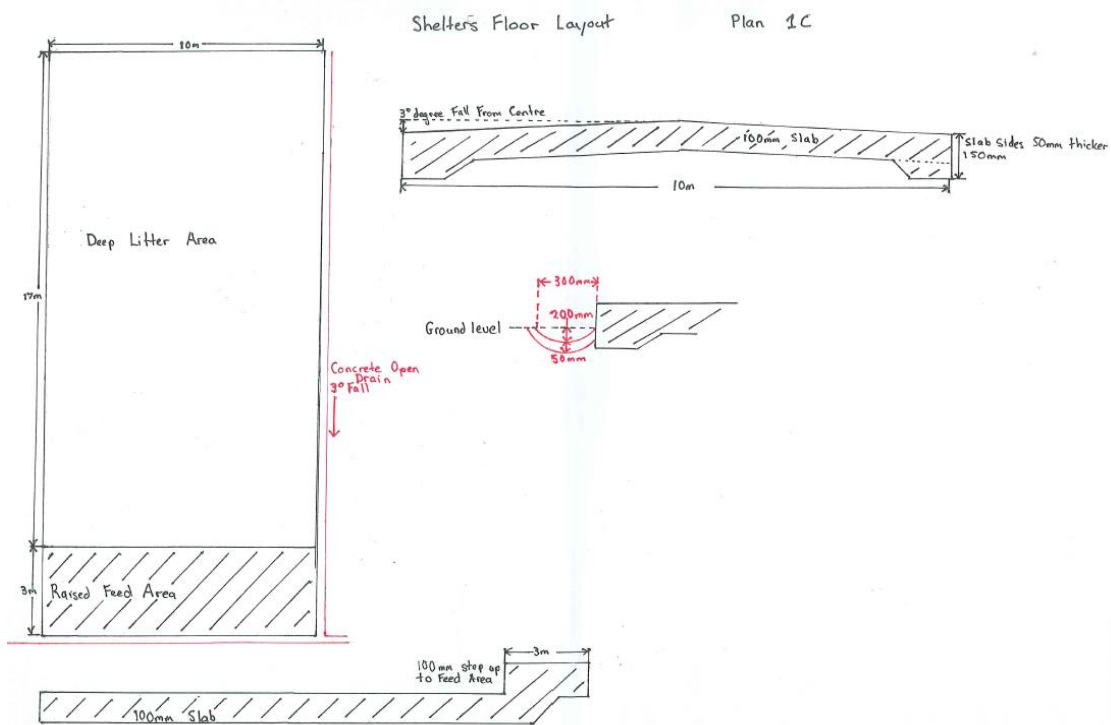 Shelters Floor Layout Plan 1C
10m
3° degree Fall From Centre
100mm Slab
Slab Sides 50mm thicker
150mm
10m
Deep Litter Area
17m
300mm
200mm
Ground level
50mm
Concrete Open
Drain
3° Fall
3m
Raised Feed Area
3m
100mm step up
to Feed Area
100mm Slab